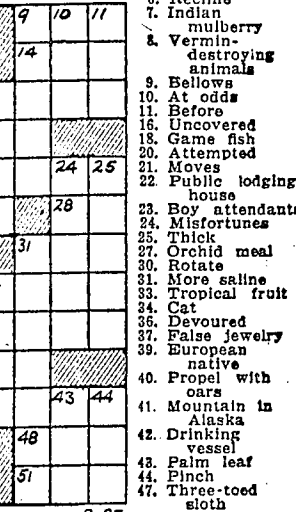 9 10 11
14
24 25
28
31
43 44
48
51
7. Indian
mulberry
8. Vermin-
destroying
animals
9. Bellows
10. At odds
11. Before
16. Uncovered
18. Game fish
20. Attempted
21. Moves
22. Public lodging
house
23. Boy attendants
24. Misfortunes
25. Thick
27. Orchid meal
30. Rotate
31. More saline
33. Tropical fruit
34. Cat
36. Devoured
37. False jewelry
39. European
native
40. Propel with
oars
41. Mountain in
Alaska
42. Drinking
vessel
43. Palm leaf
44. Pinch
47. Three-toed
sloth